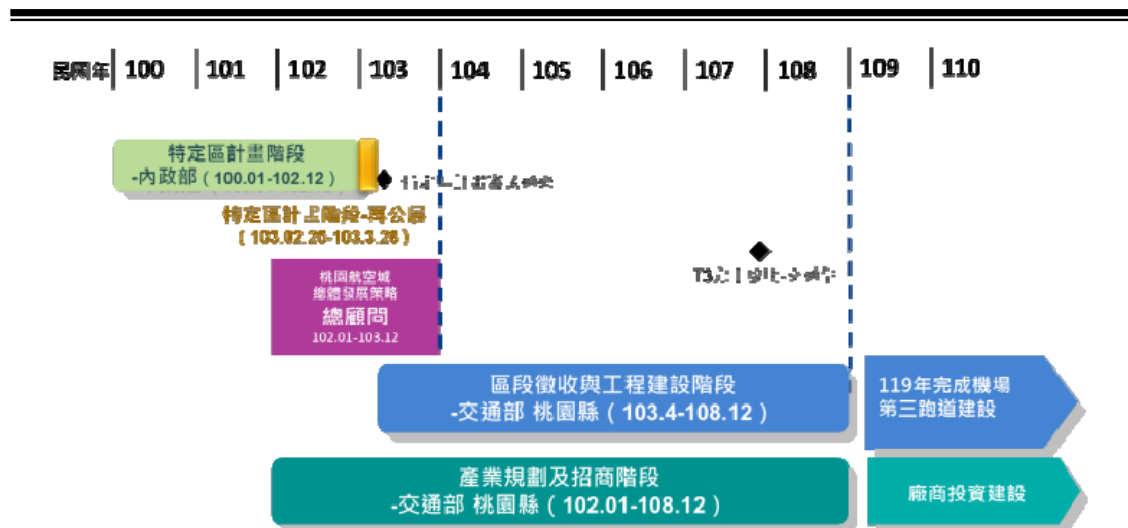 民國年 100 101 102 103 104 105 106 107 108 109 110
特定區計畫階段
-內政部（100.01-102.12）
特定區計 階段-再公展
（103.02.26-103.3.26）
桃園航空城
總體發展策略
總顧問
102.01-103.12
區段徵收與工程建設階段
-交通部 桃園縣（103.4-108.12）
119年完成機場
第三跑道建設
產業規劃及招商階段
-交通部 桃園縣（102.01-108.12）
廠商投資建設